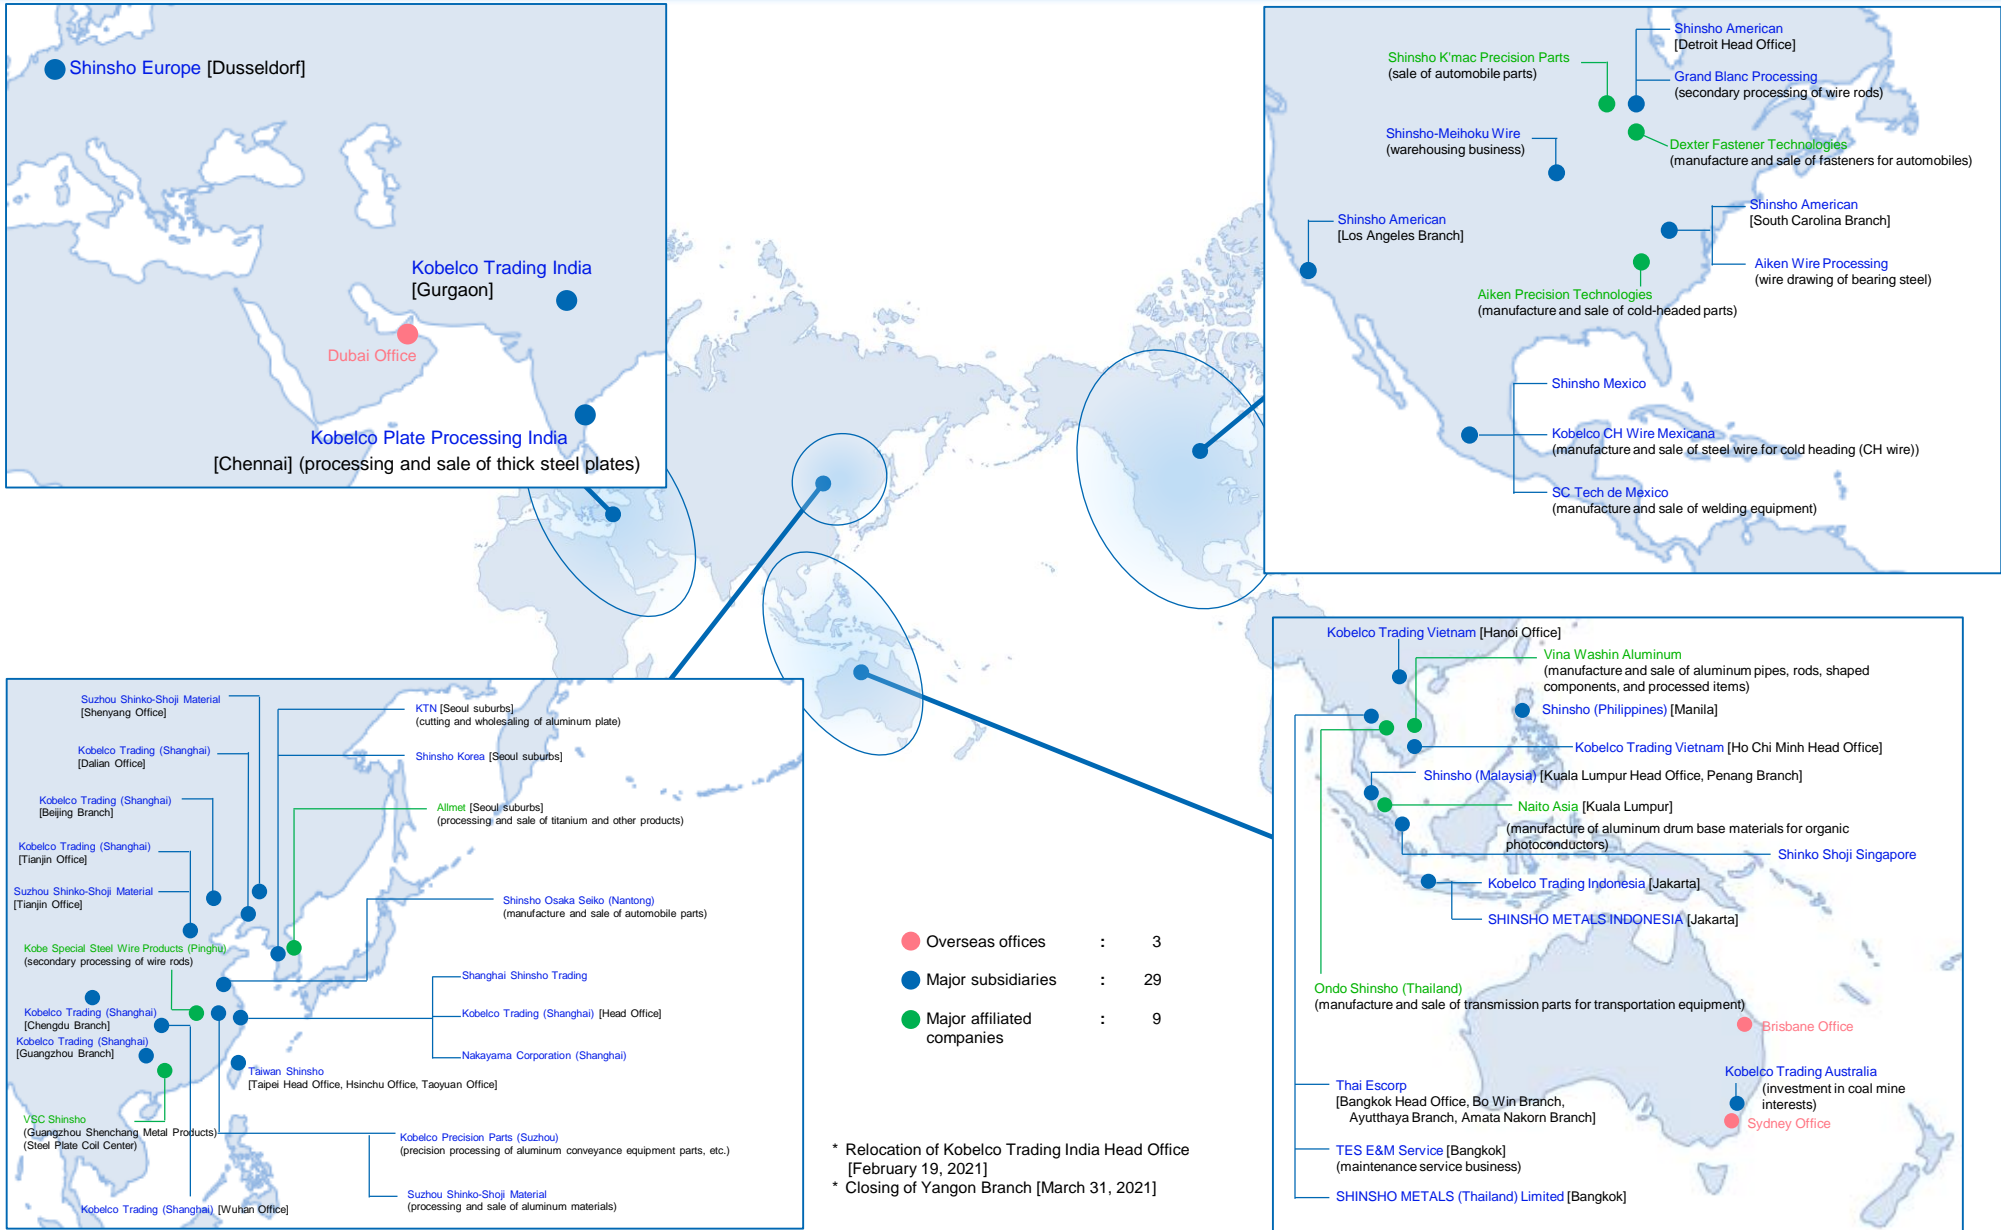 Shinsho Europe [Dusseldorf]
Kobelco Trading India
[Gurgaon]
Dubai Office
Kobelco Plate Processing India
[Chennai] (processing and sale of thick steel plates)
Shinsho American
[Detroit Head Office]
Shinsho K'mac Precision Parts
(sale of automobile parts)
Grand Blanc Processing
(secondary processing of wire rods)
Shinsho-Meihoku Wire
(warehousing business)
Dexter Fastener Technologies
(manufacture and sale of fasteners for automobiles)
Shinsho American
[South Carolina Branch]
Shinsho American
[Los Angeles Branch]
Aiken Wire Processing
(wire drawing of bearing steel)
Aiken Precision Technologies
(manufacture and sale of cold-headed parts)
Shinsho Mexico
Kobelco CH Wire Mexicana
(manufacture and sale of steel wire for cold heading (CH wire))
SC Tech de Mexico
(manufacture and sale of welding equipment)
Suzhou Shinko-Shoji Material
[Shenyang Office]
KTN [Seoul suburbs]
(cutting and wholesaling of aluminum plate)
Kobelco Trading (Shanghai)
[Dalian Office]
Shinsho Korea [Seoul suburbs]
Kobelco Trading (Shanghai)
[Beijing Branch]
Allmet [Seoul suburbs]
(processing and sale of titanium and other products)
Kobelco Trading (Shanghai)
[Tianjin Office]
Suzhou Shinko-Shoji Material
[Tianjin Office]
Shinsho Osaka Seiko (Nantong)
(manufacture and sale of automobile parts)
Kobe Special Steel Wire Products (Pinghu)
(secondary processing of wire rods)
Shanghai Shinsho Trading
Kobelco Trading (Shanghai)
[Chengdu Branch]
Kobelco Trading (Shanghai) [Head Office]
Kobelco Trading (Shanghai)
[Guangzhou Branch]
Nakayama Corporation (Shanghai)
Taiwan Shinsho
[Taipei Head Office, Hsinchu Office, Taoyuan Office]
VSC Shinsho
(Guangzhou Shenchang Metal Products)
(Steel Plate Coil Center)
Kobelco Precision Parts (Suzhou)
(precision processing of aluminum conveyance equipment parts, etc.)
Suzhou Shinko-Shoji Material
(processing and sale of aluminum materials)
Kobelco Trading (Shanghai) [Wuhan Office]
Overseas offices : 3
Major subsidiaries : 29
Major affiliated : 9
companies
* Relocation of Kobelco Trading India Head Office
[February 19, 2021]
* Closing of Yangon Branch [March 31, 2021]
Kobelco Trading Vietnam [Hanoi Office]
Vina Washin Aluminum
(manufacture and sale of aluminum pipes, rods, shaped
components, and processed items)
Shinsho (Philippines) [Manila]
Kobelco Trading Vietnam [Ho Chi Minh Head Office]
Shinsho (Malaysia) [Kuala Lumpur Head Office, Penang Branch]
Naito Asia [Kuala Lumpur]
(manufacture of aluminum drum base materials for organic
photoconductors)
Shinko Shoji Singapore
Kobelco Trading Indonesia [Jakarta]
SHINSHO METALS INDONESIA [Jakarta]
Ondo Shinsho (Thailand)
(manufacture and sale of transmission parts for transportation equipment)
Brisbane Office
Kobelco Trading Australia
(investment in coal mine
interests)
Sydney Office
Thai Escorp
[Bangkok Head Office, Bo Win Branch,
Ayutthaya Branch, Amata Nakorn Branch]
TES E&M Service [Bangkok]
(maintenance service business)
SHINSHO METALS (Thailand) Limited [Bangkok]